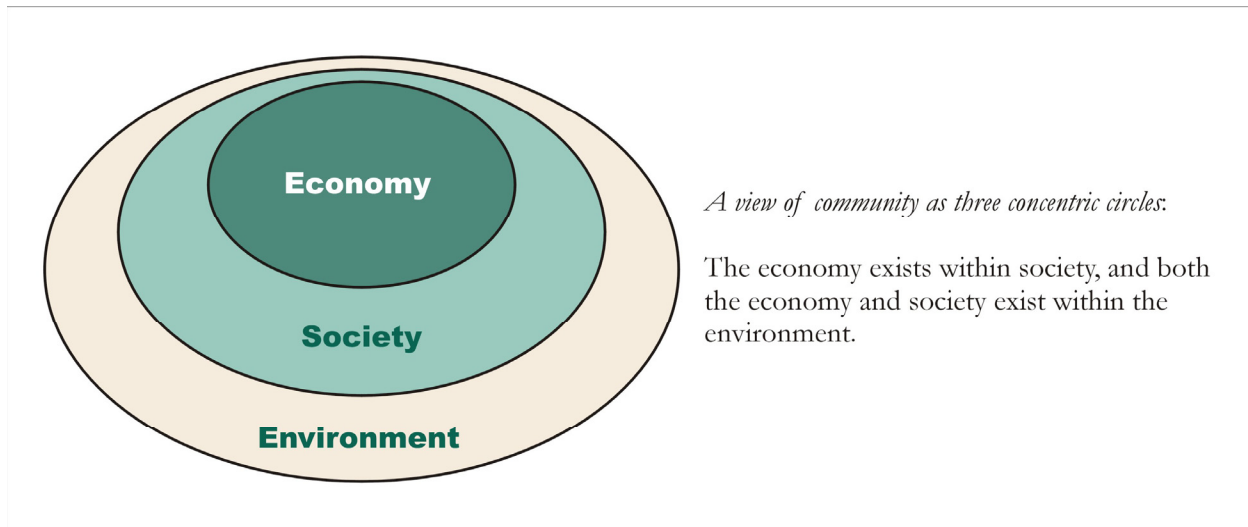 Economy
Society
Environment
A view of community as three concentric circles:
The economy exists within society, and both
the economy and society exist within the
environment.